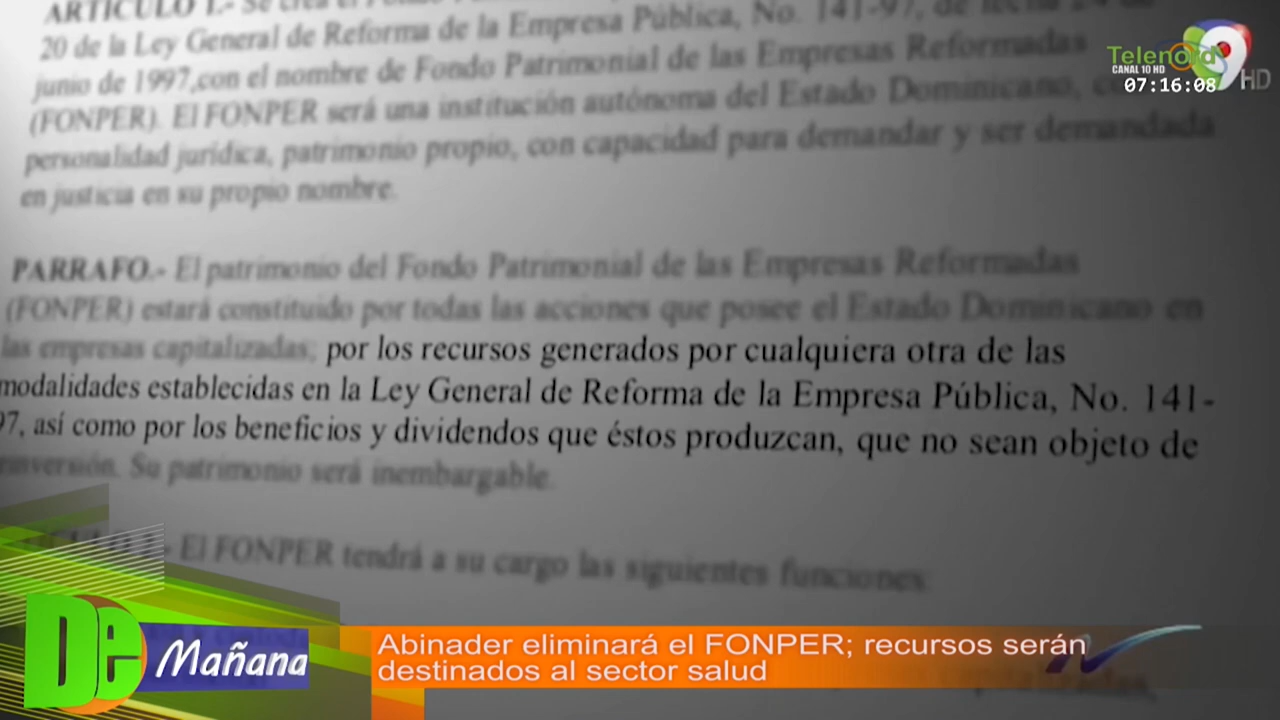 ARTICULO 1.- Se crea el Fondo
20 de la Ley General de Reforma de la Empresa Pública, No. 141-97, de fecha 24 de
junio de 1997,con el nombre de Fondo Patrimonial de las Empresas Reformadas
(FONPER). El FONPER será una institución autónoma del Estado Dominicano, con
personalidad jurídica, patrimonio propio, con capacidad para demandar y ser demandada
en justicia en su propio nombre.
PARRAFO.- El patrimonio del Fondo Patrimonial de las Empresas Reformadas
(FONPER) estará constituido por todas las acciones que posee el Estado Dominicano en
las empresas capitalizadas; por los recursos generados por cualquiera otra de las
modalidades establecidas en la Ley General de Reforma de la Empresa Pública, No. 141-
97, así como por los beneficios y dividendos que éstos produzcan, que no sean objeto de
Su patrimonio será inembargable.
El FONPER tendrá a su cargo las siguientes funciones:
Telenord
CANAL 10 HD
9
HD
07:16:08
De
Mañana
Abinader eliminará el FONPER; recursos serán
destinados al sector salud